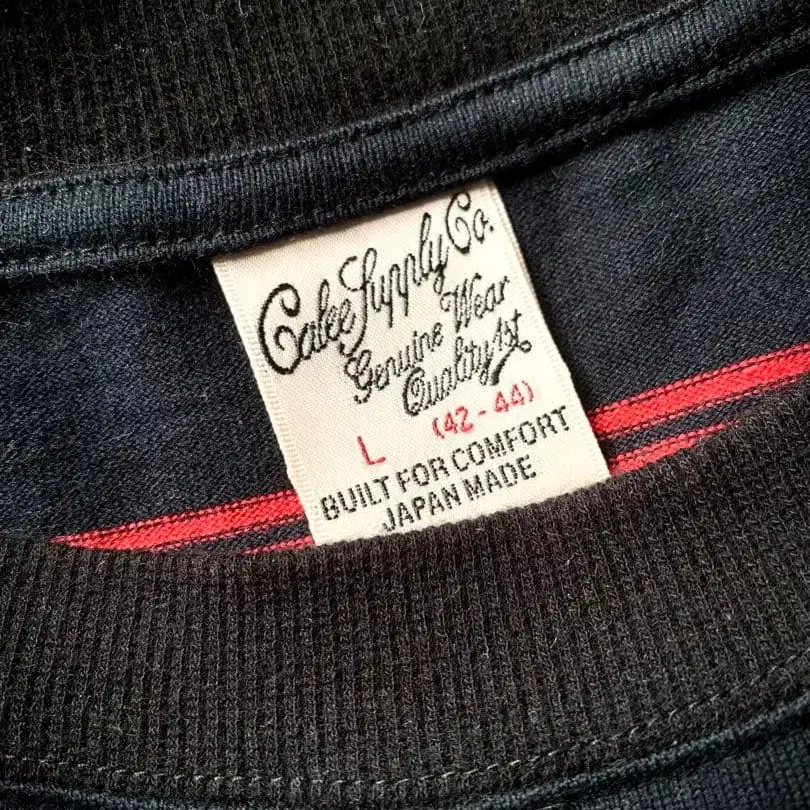 Calee Supply Co.
Genuine Wear
Quality 1st
L (42-44)
BUILT FOR COMFORT
JAPAN MADE